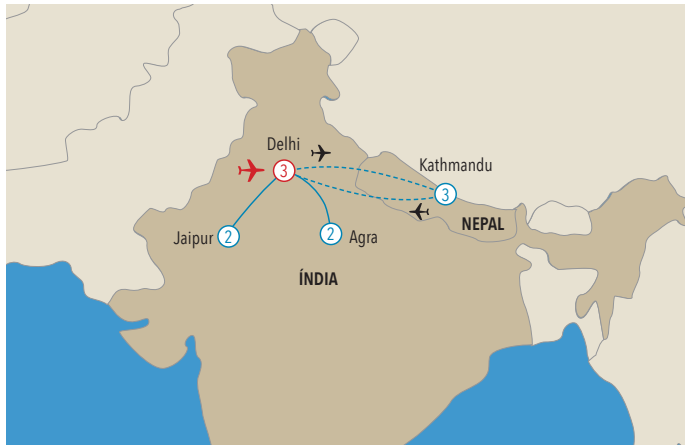 Delhi
3
Kathmandu
3
NEPAL
Jaipur
2
2
Agra
ÍNDIA